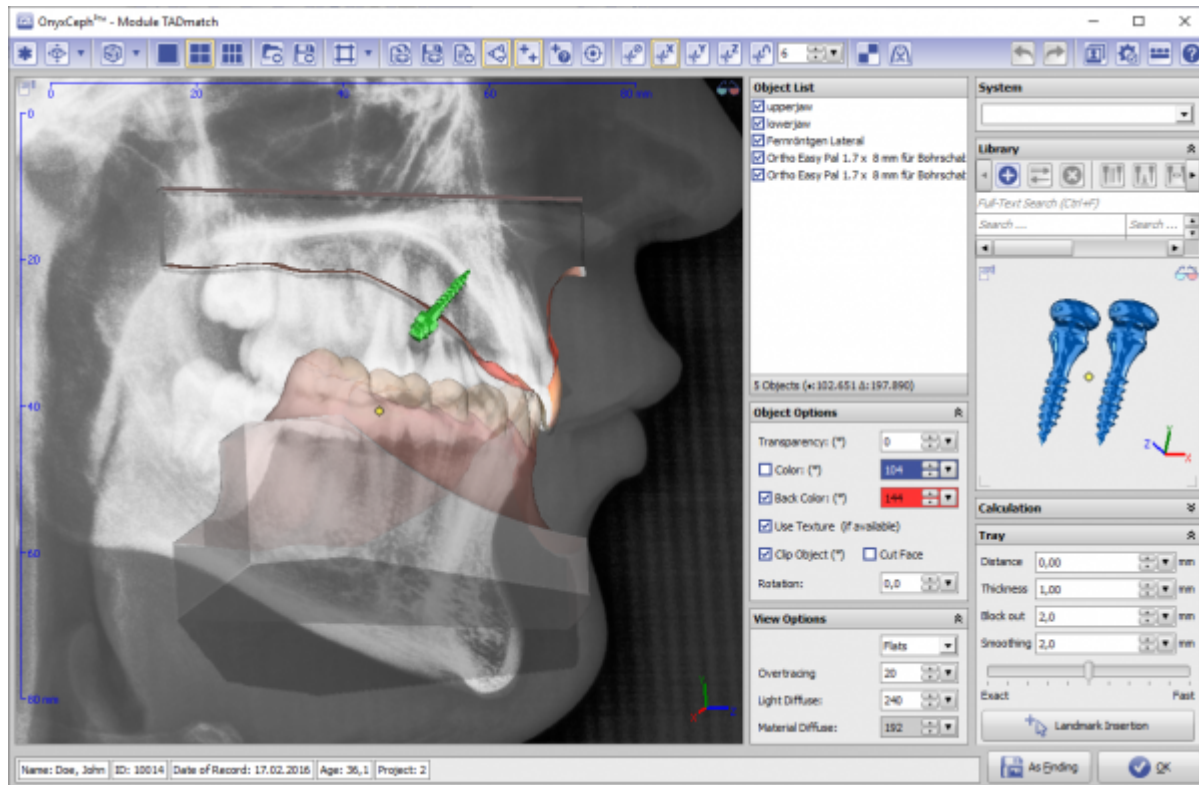 OnyxCeph³™ - Module TADmatch
6
0 20 40 60 80 mm
0
20
40
60
80 mm
Object List
upperjaw
lowerjaw
Fernröntgen Lateral
Ortho Easy Pal 1.7 x 8 mm für Bohrschab
Ortho Easy Pal 1.7 x 8 mm für Bohrschab
5 Objects (•:102.651 Δ:197.890)
Object Options
Transparency: (*) 0
Color: (*) 104
Back Color: (*) 144
Use Texture (if available)
Clip Object (*) Cut Face
Rotation: 0,0
View Options
Flats
Overtracing 20
Light Diffuse: 240
Material Diffuse: 192
System
Library
Full-Text Search (Ctrl+F)
Search ... Search ...
Y
Z
X
Calculation
Tray
Distance 0,00 mm
Thickness 1,00 mm
Block out 2,0 mm
Smoothing 2,0 mm
Exact Fast
Landmark Insertion
Y
X Z
Name: Doe, John ID: 10014 Date of Record: 17.02.2016 Age: 36,1 Project: 2
As Ending OK